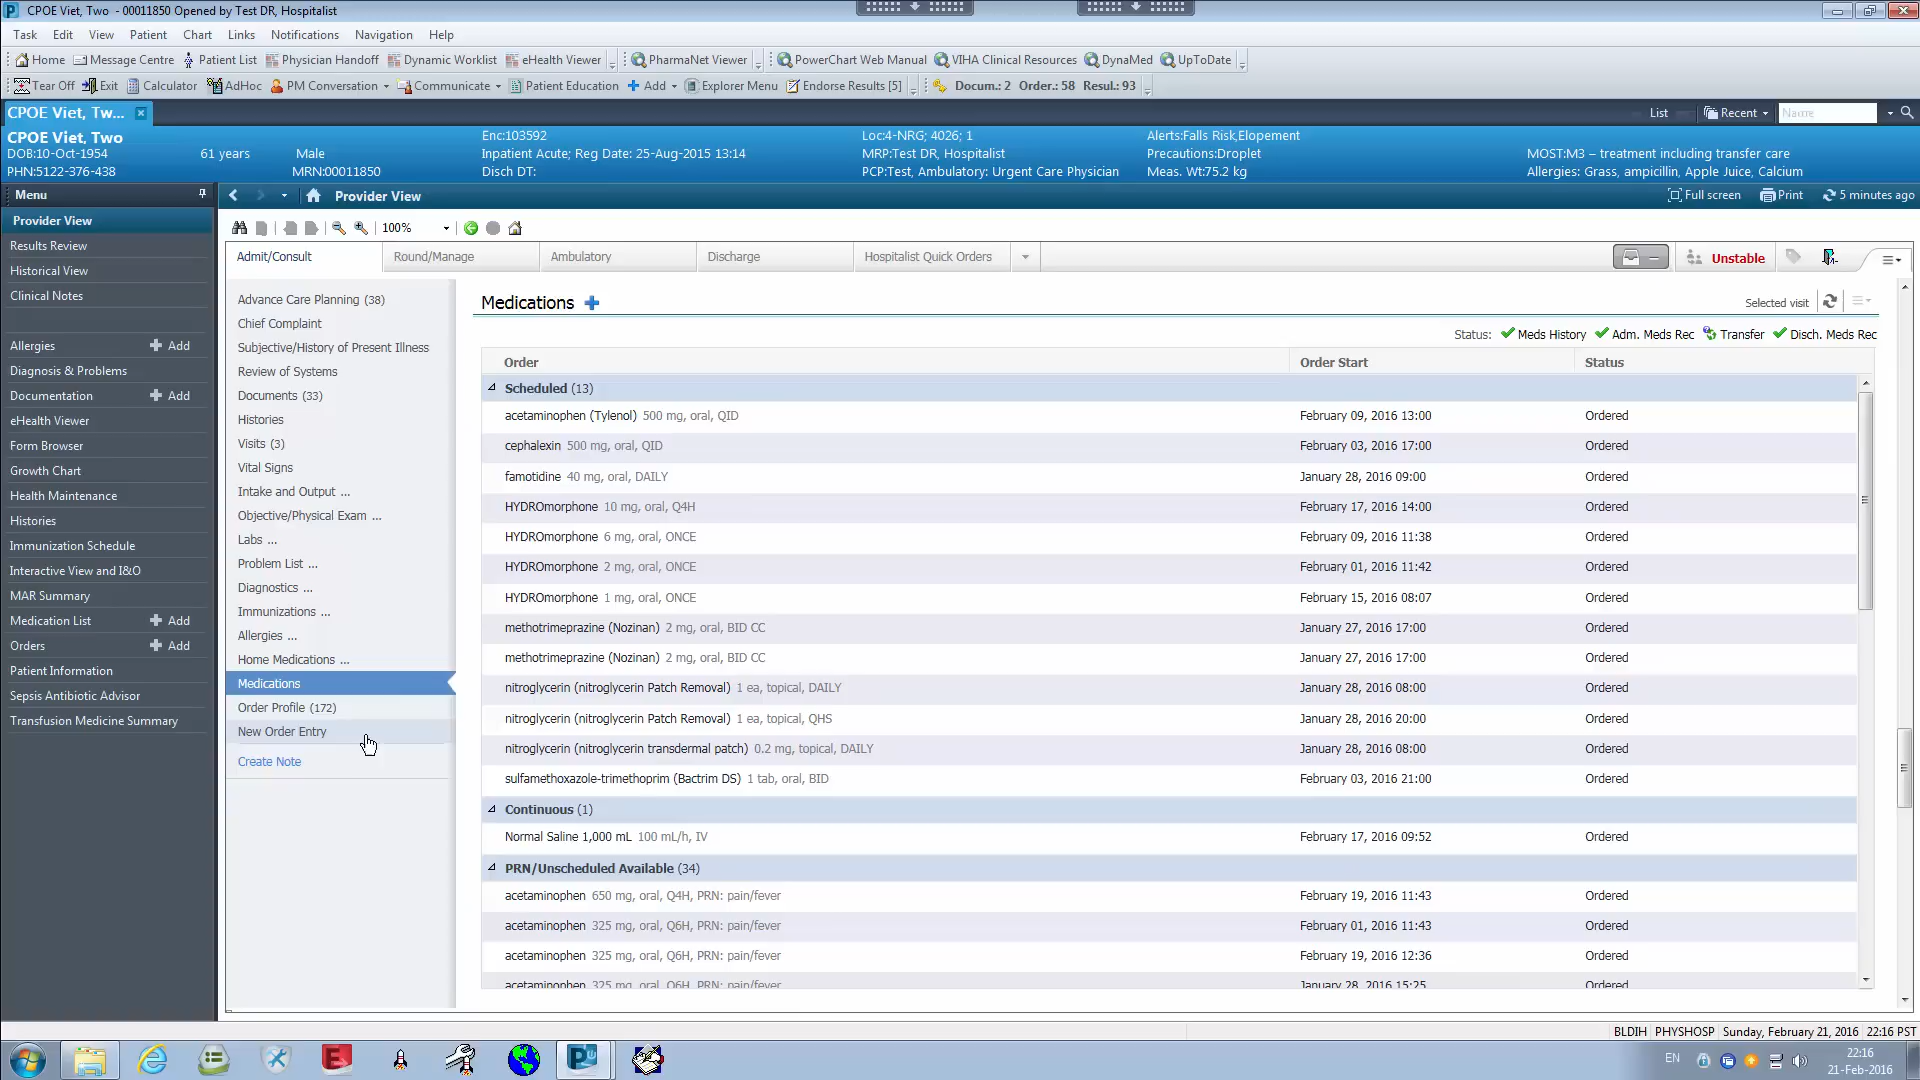 CPOE Viet, Two - 00011850 Opened by Test DR, Hospitalist
Task Edit View Patient Chart Links Notifications Navigation Help
Home Message Centre Patient List Physician Handoff Dynamic Worklist eHealth Viewer PharmaNet Viewer PowerChart Web Manual VIHA Clinical Resources DynaMed UpToDate
Tear Off Exit Calculator AdHoc PM Conversation Communicate Patient Education Add Explorer Menu Endorse Results [5] Docum.: 2 Order.: 58 Resul.: 93
CPOE Viet, Tw... List Recent Name
CPOE Viet, Two Enc:103592 Loc:4-NRG; 4026; 1 Alerts:Falls Risk,Elopement
DOB:10-Oct-1954 61 years Male Inpatient Acute; Reg Date: 25-Aug-2015 13:14 MRP:Test DR, Hospitalist Precautions:Droplet MOST:M3 – treatment including transfer care
PHN:5122-376-438 MRN:00011850 Disch DT: PCP:Test, Ambulatory: Urgent Care Physician Meas. Wt:75.2 kg Allergies: Grass, ampicillin, Apple Juice, Calcium
Menu Provider View Full screen Print 5 minutes ago
Provider View
Results Review
Historical View
Clinical Notes
Allergies Add
Diagnosis & Problems
Documentation Add
eHealth Viewer
Form Browser
Growth Chart
Health Maintenance
Histories
Immunization Schedule
Interactive View and I&O
MAR Summary
Medication List Add
Orders Add
Patient Information
Sepsis Antibiotic Advisor
Transfusion Medicine Summary
100%
Admit/Consult Round/Manage Ambulatory Discharge Hospitalist Quick Orders Unstable
Advance Care Planning (38)
Chief Complaint
Subjective/History of Present Illness
Review of Systems
Documents (33)
Histories
Visits (3)
Vital Signs
Intake and Output ...
Objective/Physical Exam ...
Labs ...
Problem List ...
Diagnostics ...
Immunizations ...
Allergies ...
Home Medications ...
Medications
Order Profile (172)
New Order Entry
Create Note
Medications Selected visit
Status: Meds History Adm. Meds Rec Transfer Disch. Meds Rec
Order Order Start Status
Scheduled (13)
acetaminophen (Tylenol) 500 mg, oral, QID February 09, 2016 13:00 Ordered
cephalexin 500 mg, oral, QID February 03, 2016 17:00 Ordered
famotidine 40 mg, oral, DAILY January 28, 2016 09:00 Ordered
HYDROmorphone 10 mg, oral, Q4H February 17, 2016 14:00 Ordered
HYDROmorphone 6 mg, oral, ONCE February 09, 2016 11:38 Ordered
HYDROmorphone 2 mg, oral, ONCE February 01, 2016 11:42 Ordered
HYDROmorphone 1 mg, oral, ONCE February 15, 2016 08:07 Ordered
methotrimeprazine (Nozinan) 2 mg, oral, BID CC January 27, 2016 17:00 Ordered
methotrimeprazine (Nozinan) 2 mg, oral, BID CC January 27, 2016 17:00 Ordered
nitroglycerin (nitroglycerin Patch Removal) 1 ea, topical, DAILY January 28, 2016 08:00 Ordered
nitroglycerin (nitroglycerin Patch Removal) 1 ea, topical, QHS January 28, 2016 20:00 Ordered
nitroglycerin (nitroglycerin transdermal patch) 0.2 mg, topical, DAILY January 28, 2016 08:00 Ordered
sulfamethoxazole-trimethoprim (Bactrim DS) 1 tab, oral, BID February 03, 2016 21:00 Ordered
Continuous (1)
Normal Saline 1,000 mL 100 mL/h, IV February 17, 2016 09:52 Ordered
PRN/Unscheduled Available (34)
acetaminophen 650 mg, oral, Q4H, PRN: pain/fever February 19, 2016 11:43 Ordered
acetaminophen 325 mg, oral, Q6H, PRN: pain/fever February 01, 2016 11:43 Ordered
acetaminophen 325 mg, oral, Q6H, PRN: pain/fever February 19, 2016 12:36 Ordered
acetaminophen 325 mg, oral, Q6H, PRN: pain/fever January 28, 2016 15:25 Ordered
BLDIH PHYSHOSP Sunday, February 21, 2016 22:16 PST
EN 22:16
21-Feb-2016